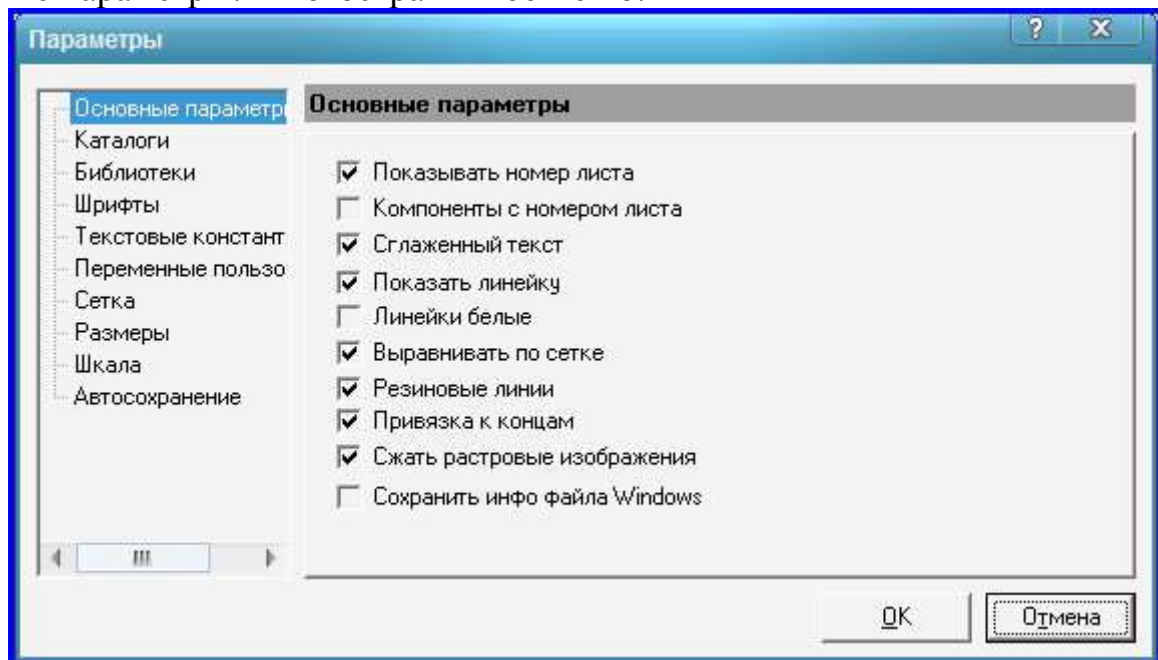 Параметры
? X
Основные параметр
Каталоги
Библиотеки
Шрифты
Текстовые констант
Переменные пользо
Сетка
Размеры
Шкала
Автосохранение
Основные параметры
Показывать номер листа
Компоненты с номером листа
Сглаженный текст
Показать линейку
Линейки белые
Выравнивать по сетке
Резиновые линии
Привязка к концам
Сжать растровые изображения
Сохранить инфо файла Windows
OK
Отмена